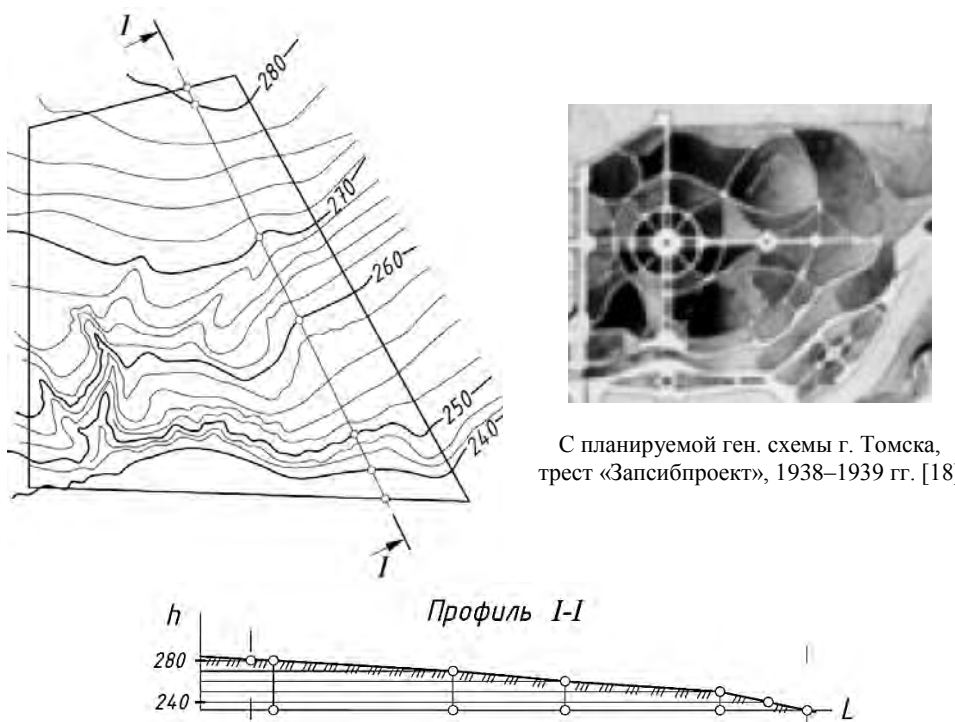 I
280
270
260
250
240
I
С планируемой ген. схемы г. Томска,
трест «Запсибпроект», 1938–1939 гг. [18]
Профиль I-I
h
280
240
L